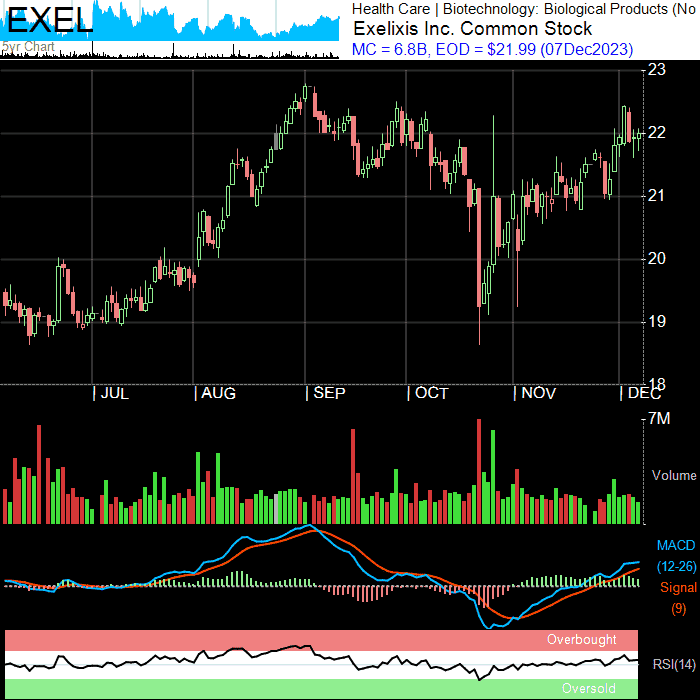 EXEL
5yr Chart
Health Care | Biotechnology: Biological Products (No
Exelixis Inc. Common Stock
MC = 6.8B, EOD = $21.99 (07Dec2023)
23
22
21
20
19
18
| JUL | AUG | SEP | OCT | NOV | DEC
7M
Volume
MACD
(12-26)
Signal
(9)
Overbought
RSI(14)
Oversold